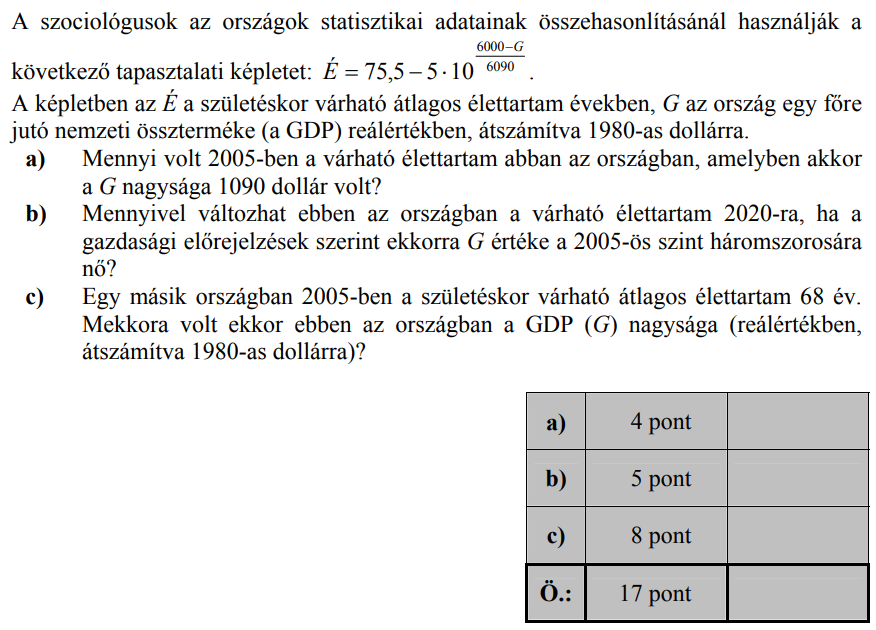 A szociológusok az országok statisztikai adatainak összehasonlításánál használják a
következő tapasztalati képletet: É = 75,5 − 5 · 10^((6000−G)/6090) .
A képletben az É a születéskor várható átlagos élettartam években, G az ország egy főre
jutó nemzeti összterméke (a GDP) reálértékben, átszámítva 1980-as dollárra.
a) Mennyi volt 2005-ben a várható élettartam abban az országban, amelyben akkor
a G nagysága 1090 dollár volt?
b) Mennyivel változhat ebben az országban a várható élettartam 2020-ra, ha a
gazdasági előrejelzések szerint ekkorra G értéke a 2005-ös szint háromszorosára
nő?
c) Egy másik országban 2005-ben a születéskor várható átlagos élettartam 68 év.
Mekkora volt ekkor ebben az országban a GDP (G) nagysága (reálértékben,
átszámítva 1980-as dollárra)?
a) 4 pont
b) 5 pont
c) 8 pont
Ö.: 17 pont